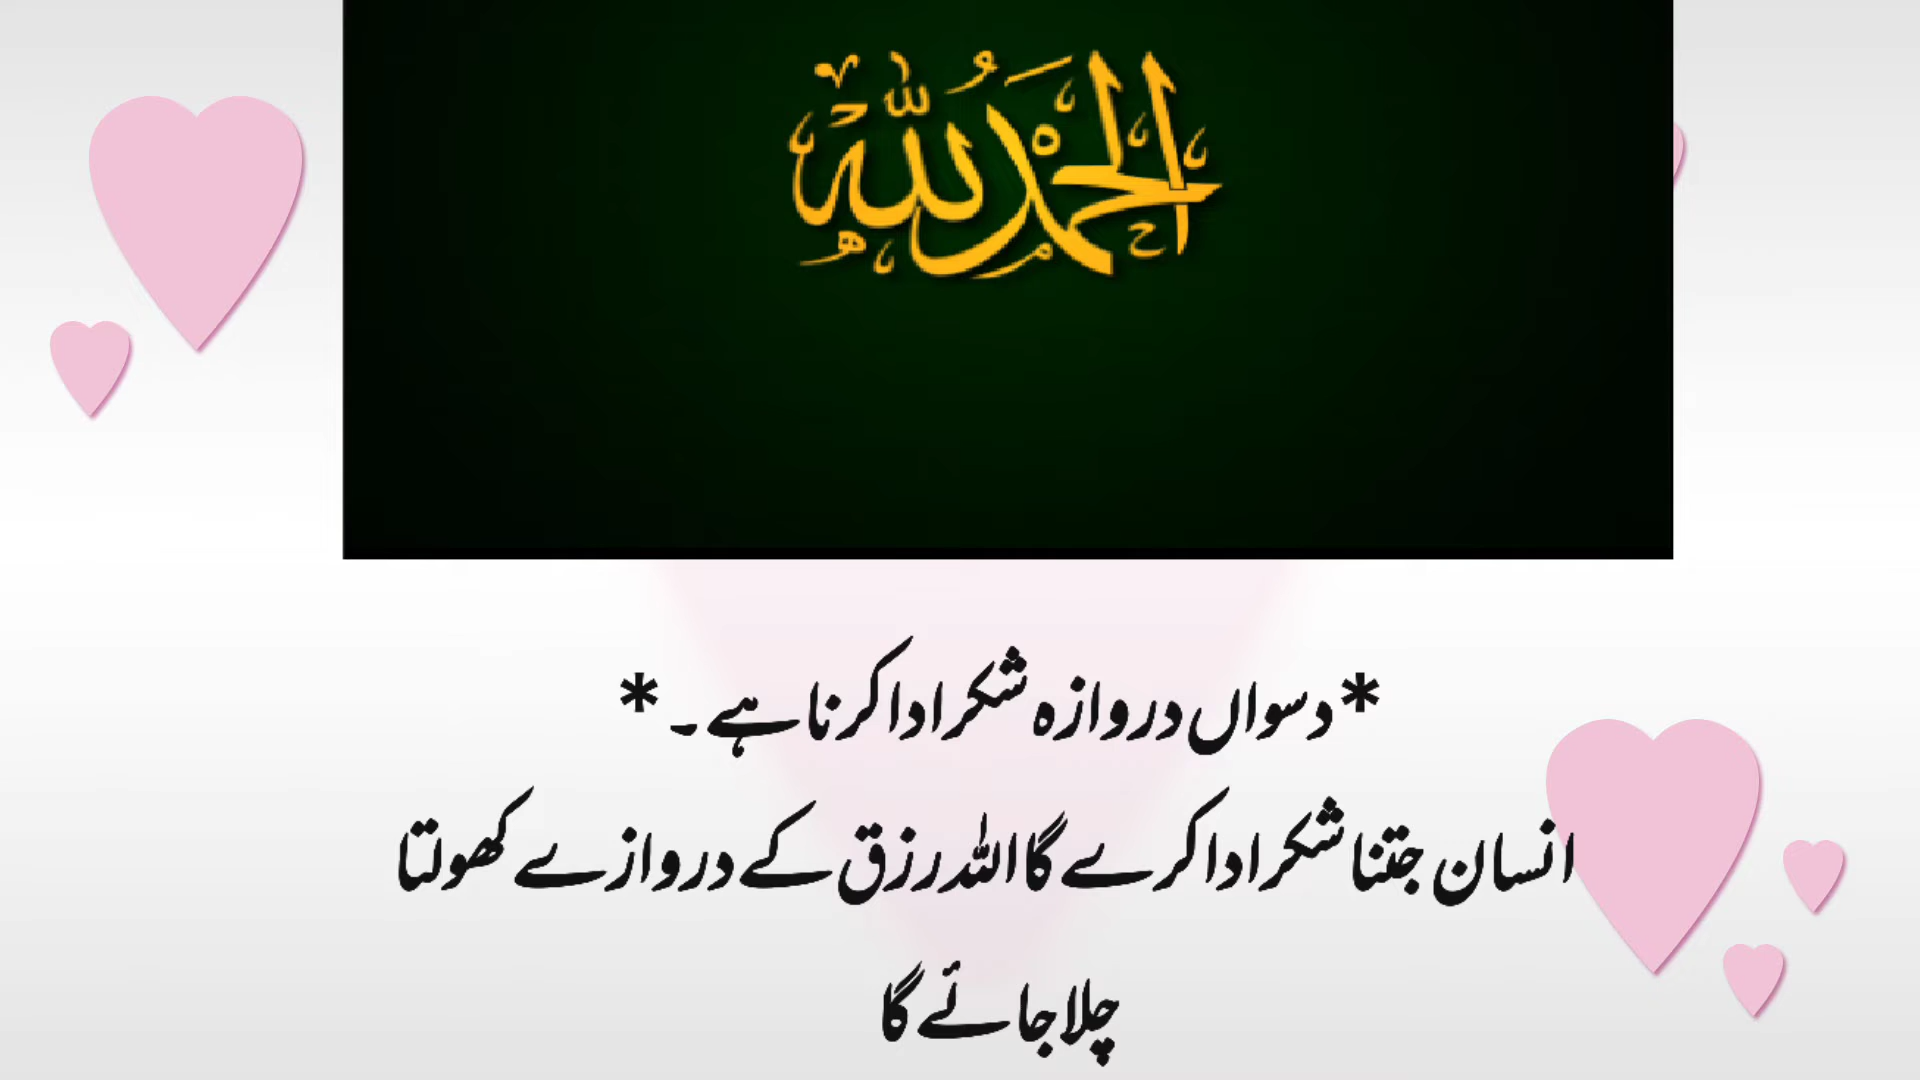 الحمدُ للہ
*دسواں دروازہ شکر ادا کرنا ہے۔*
انسان جتنا شکر ادا کرے گا اللہ رزق کے دروازے کھولتا
چلا جائے گا